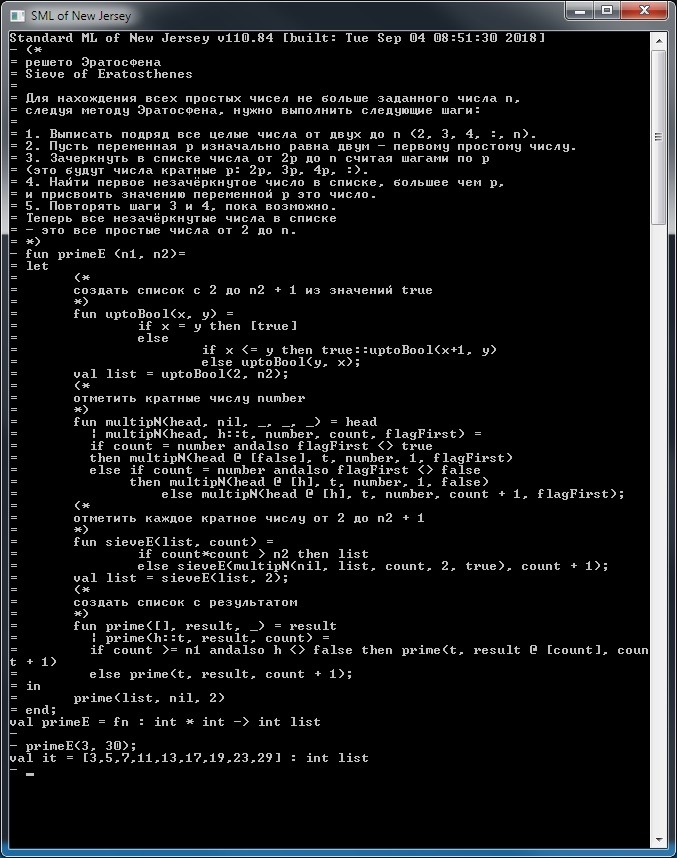 SML of New Jersey
Standard ML of New Jersey v110.84 [built: Tue Sep 04 08:51:30 2018]
- (*
= решето Эратосфена
= Sieve of Eratosthenes
=
= Для нахождения всех простых чисел не больше заданного числа n,
= следуя методу Эратосфена, нужно выполнить следующие шаги:
=
= 1. Выписать подряд все целые числа от двух до n (2, 3, 4, :, n).
= 2. Пусть переменная p изначально равна двум - первому простому числу.
= 3. Зачеркнуть в списке числа от 2p до n считая шагами по p
= (это будут числа кратные p: 2p, 3p, 4p, :).
= 4. Найти первое незачёркнутое число в списке, большее чем p,
= и присвоить значению переменной p это число.
= 5. Повторять шаги 3 и 4, пока возможно.
= Теперь все незачёркнутые числа в списке
= - это все простые числа от 2 до n.
= *)
- fun primeE (n1, n2)=
= let
=       (*
=       создать список с 2 до n2 + 1 из значений true
=       *)
=       fun uptoBool(x, y) =
=               if x = y then [true]
=               else
=                       if x <= y then true::uptoBool(x+1, y)
=                       else uptoBool(y, x);
=       val list = uptoBool(2, n2);
=       (*
=       отметить кратные числу number
=       *)
=       fun multipN(head, nil, _, _, _) = head
=         | multipN(head, h::t, number, count, flagFirst) =
=         if count = number andalso flagFirst <> true
=         then multipN(head @ [false], t, number, 1, flagFirst)
=         else if count = number andalso flagFirst <> false
=              then multipN(head @ [h], t, number, 1, false)
=                  else multipN(head @ [h], t, number, count + 1, flagFirst);
=       (*
=       отметить каждое кратное числу от 2 до n2 + 1
=       *)
=       fun sieveE(list, count) =
=               if count*count > n2 then list
=               else sieveE(multipN(nil, list, count, 2, true), count + 1);
=       val list = sieveE(list, 2);
=       (*
=       создать список с результатом
=       *)
=       fun prime([], result, _) = result
=         | prime(h::t, result, count) =
=         if count >= n1 andalso h <> false then prime(t, result @ [count], coun
t + 1)
=         else prime(t, result, count + 1);
= in
=       prime(list, nil, 2)
= end;
val primeE = fn : int * int -> int list
-
- primeE(3, 30);
val it = [3,5,7,11,13,17,19,23,29] : int list
-